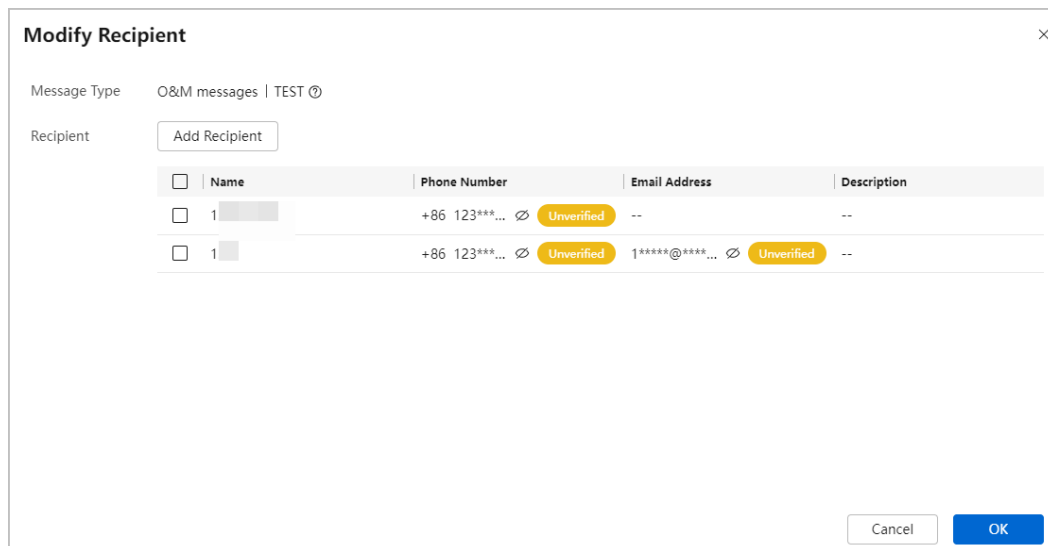 Modify Recipient
Message Type O&M messages | TEST
Recipient Add Recipient
Name Phone Number Email Address Description
1 +86 123***... Unverified -- --
1 +86 123***... Unverified 1*****@****... Unverified --
Cancel OK